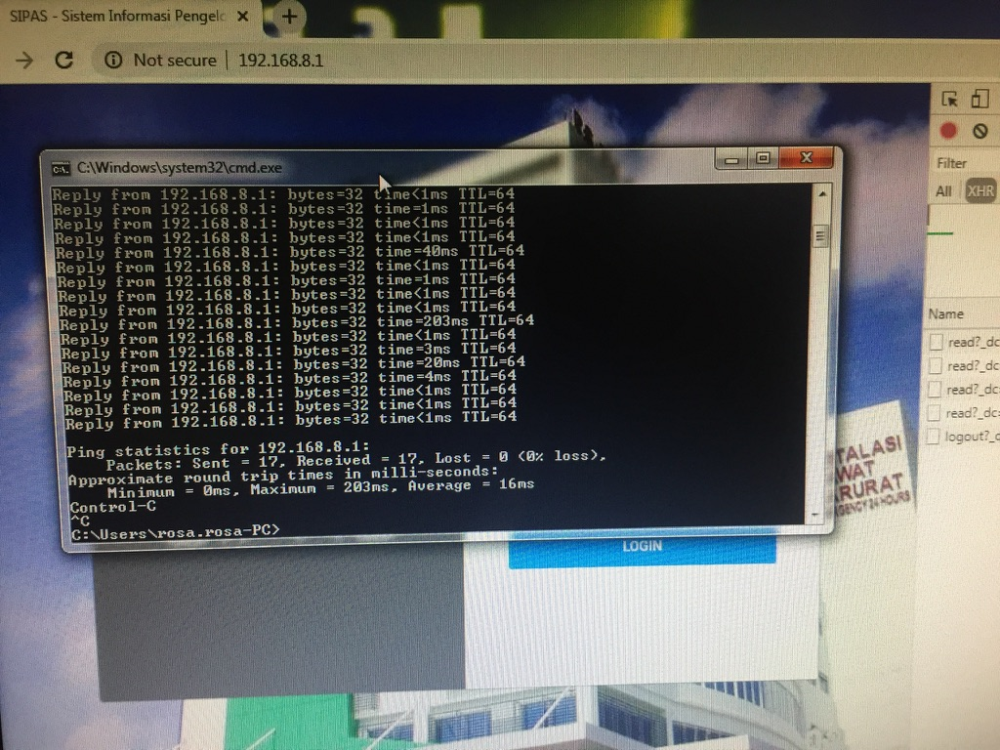 SIPAS - Sistem Informasi Pengelo
Not secure
192.168.8.1
C:\Windows\system32\cmd.exe
Reply from 192.168.8.1: bytes=32 time<1ms TTL=64
Reply from 192.168.8.1: bytes=32 time=1ms TTL=64
Reply from 192.168.8.1: bytes=32 time<1ms TTL=64
Reply from 192.168.8.1: bytes=32 time<1ms TTL=64
Reply from 192.168.8.1: bytes=32 time=40ms TTL=64
Reply from 192.168.8.1: bytes=32 time<1ms TTL=64
Reply from 192.168.8.1: bytes=32 time=1ms TTL=64
Reply from 192.168.8.1: bytes=32 time<1ms TTL=64
Reply from 192.168.8.1: bytes=32 time<1ms TTL=64
Reply from 192.168.8.1: bytes=32 time=203ms TTL=64
Reply from 192.168.8.1: bytes=32 time<1ms TTL=64
Reply from 192.168.8.1: bytes=32 time=3ms TTL=64
Reply from 192.168.8.1: bytes=32 time=20ms TTL=64
Reply from 192.168.8.1: bytes=32 time=4ms TTL=64
Reply from 192.168.8.1: bytes=32 time<1ms TTL=64
Reply from 192.168.8.1: bytes=32 time<1ms TTL=64
Reply from 192.168.8.1: bytes=32 time<1ms TTL=64
Ping statistics for 192.168.8.1:
Packets: Sent = 17, Received = 17, Lost = 0 (0% loss),
Approximate round trip times in milli-seconds:
Minimum = 0ms, Maximum = 203ms, Average = 16ms
Control-C
^C
C:\Users\rosa.rosa-PC>
LOGIN
Filter
All XHR
Name
read?_dc
read?_dc
read?_dc=
read?_dc=
logout?_c
TALASI
WAT
RURAT
GENCY 24 HOURS